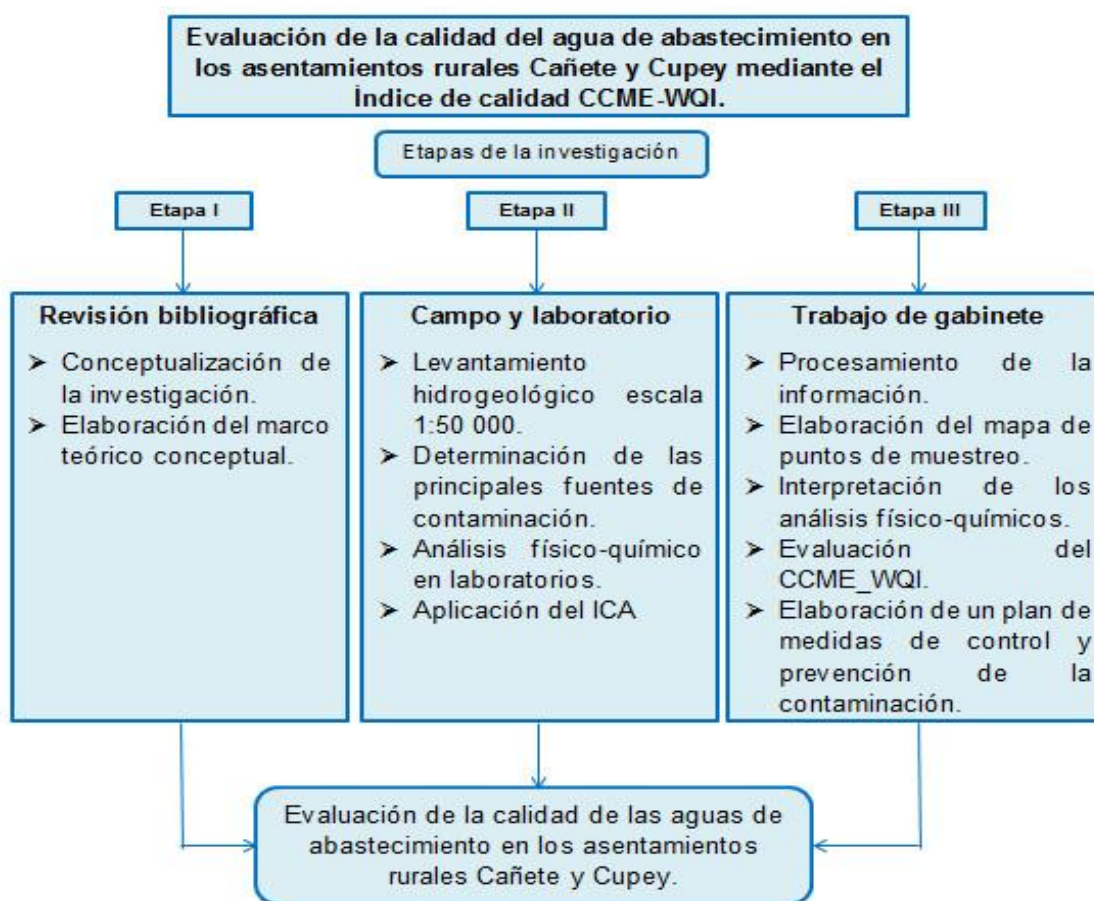 Evaluación de la calidad del agua de abastecimiento en
los asentamientos rurales Cañete y Cupey mediante el
Índice de calidad CCME-WQI.
Etapas de la investigación
Etapa I
Etapa II
Etapa III
Revisión bibliográfica
➤ Conceptualización de
la investigación.
➤ Elaboración del marco
teórico conceptual.
Campo y laboratorio
➤ Levantamiento
hidrogeológico escala
1:50 000.
➤ Determinación de las
principales fuentes de
contaminación.
➤ Análisis físico-químico
en laboratorios.
➤ Aplicación del ICA
Trabajo de gabinete
➤ Procesamiento de la
información.
➤ Elaboración del mapa de
puntos de muestreo.
➤ Interpretación de los
análisis físico-químicos.
➤ Evaluación del
CCME_WQI.
➤ Elaboración de un plan de
medidas de control y
prevención de la
contaminación.
Evaluación de la calidad de las aguas de
abastecimiento en los asentamientos
rurales Cañete y Cupey.